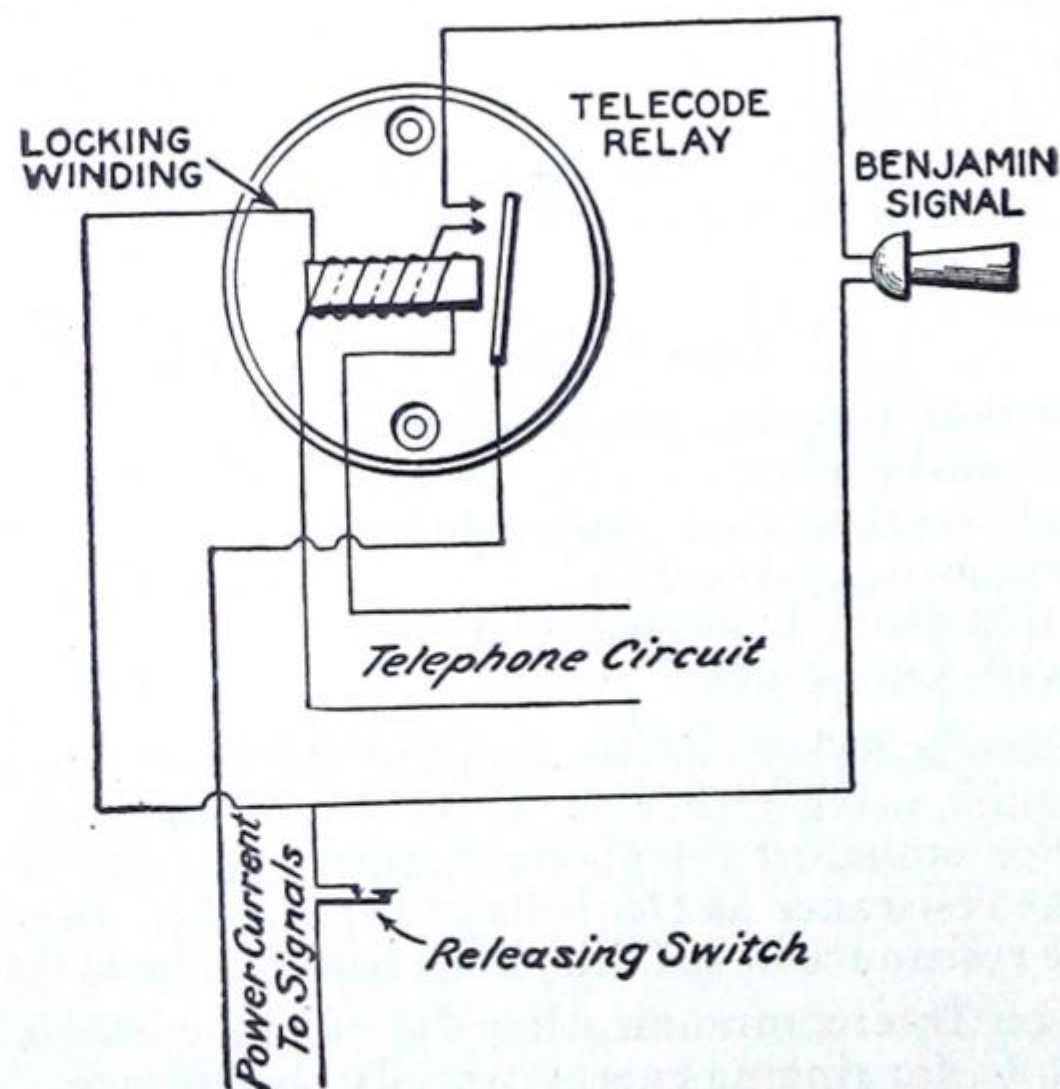 TELECODE
RELAY
LOCKING
WINDING
BENJAMIN
SIGNAL
Telephone Circuit
Power Current
To Signals
Releasing Switch